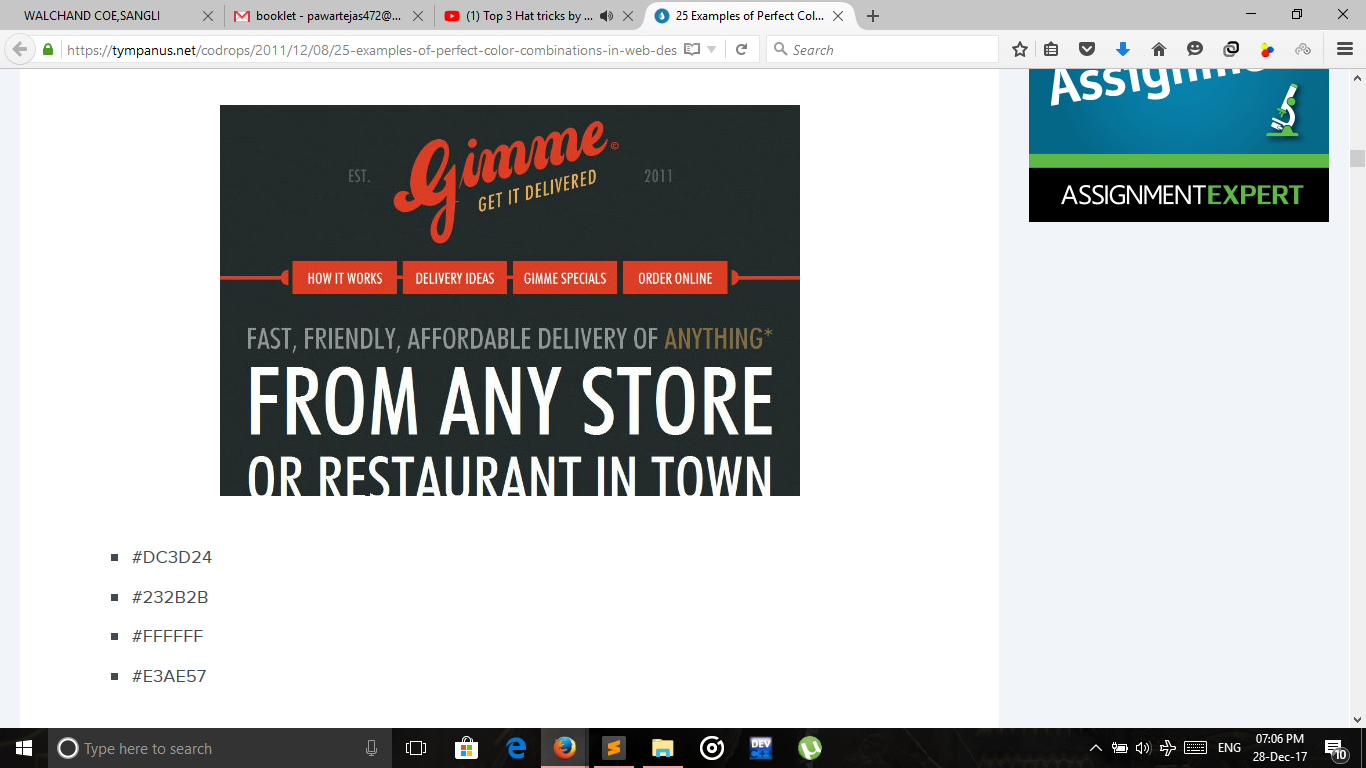 WALCHAND COE,SANGLI
booklet - pawartejas472@...
(1) Top 3 Hat tricks by ...
25 Examples of Perfect Col...
https://tympanus.net/codrops/2011/12/08/25-examples-of-perfect-color-combinations-in-web-des
Search
Assignme
ASSIGNMENTEXPERT
Gimme©
EST.
GET IT DELIVERED
2011
HOW IT WORKS
DELIVERY IDEAS
GIMME SPECIALS
ORDER ONLINE
FAST, FRIENDLY, AFFORDABLE DELIVERY OF ANYTHING*
FROM ANY STORE
OR RESTAURANT IN TOWN
#DC3D24
#232B2B
#FFFFFF
#E3AE57
Type here to search
DEV
ENG
07:06 PM
28-Dec-17
10